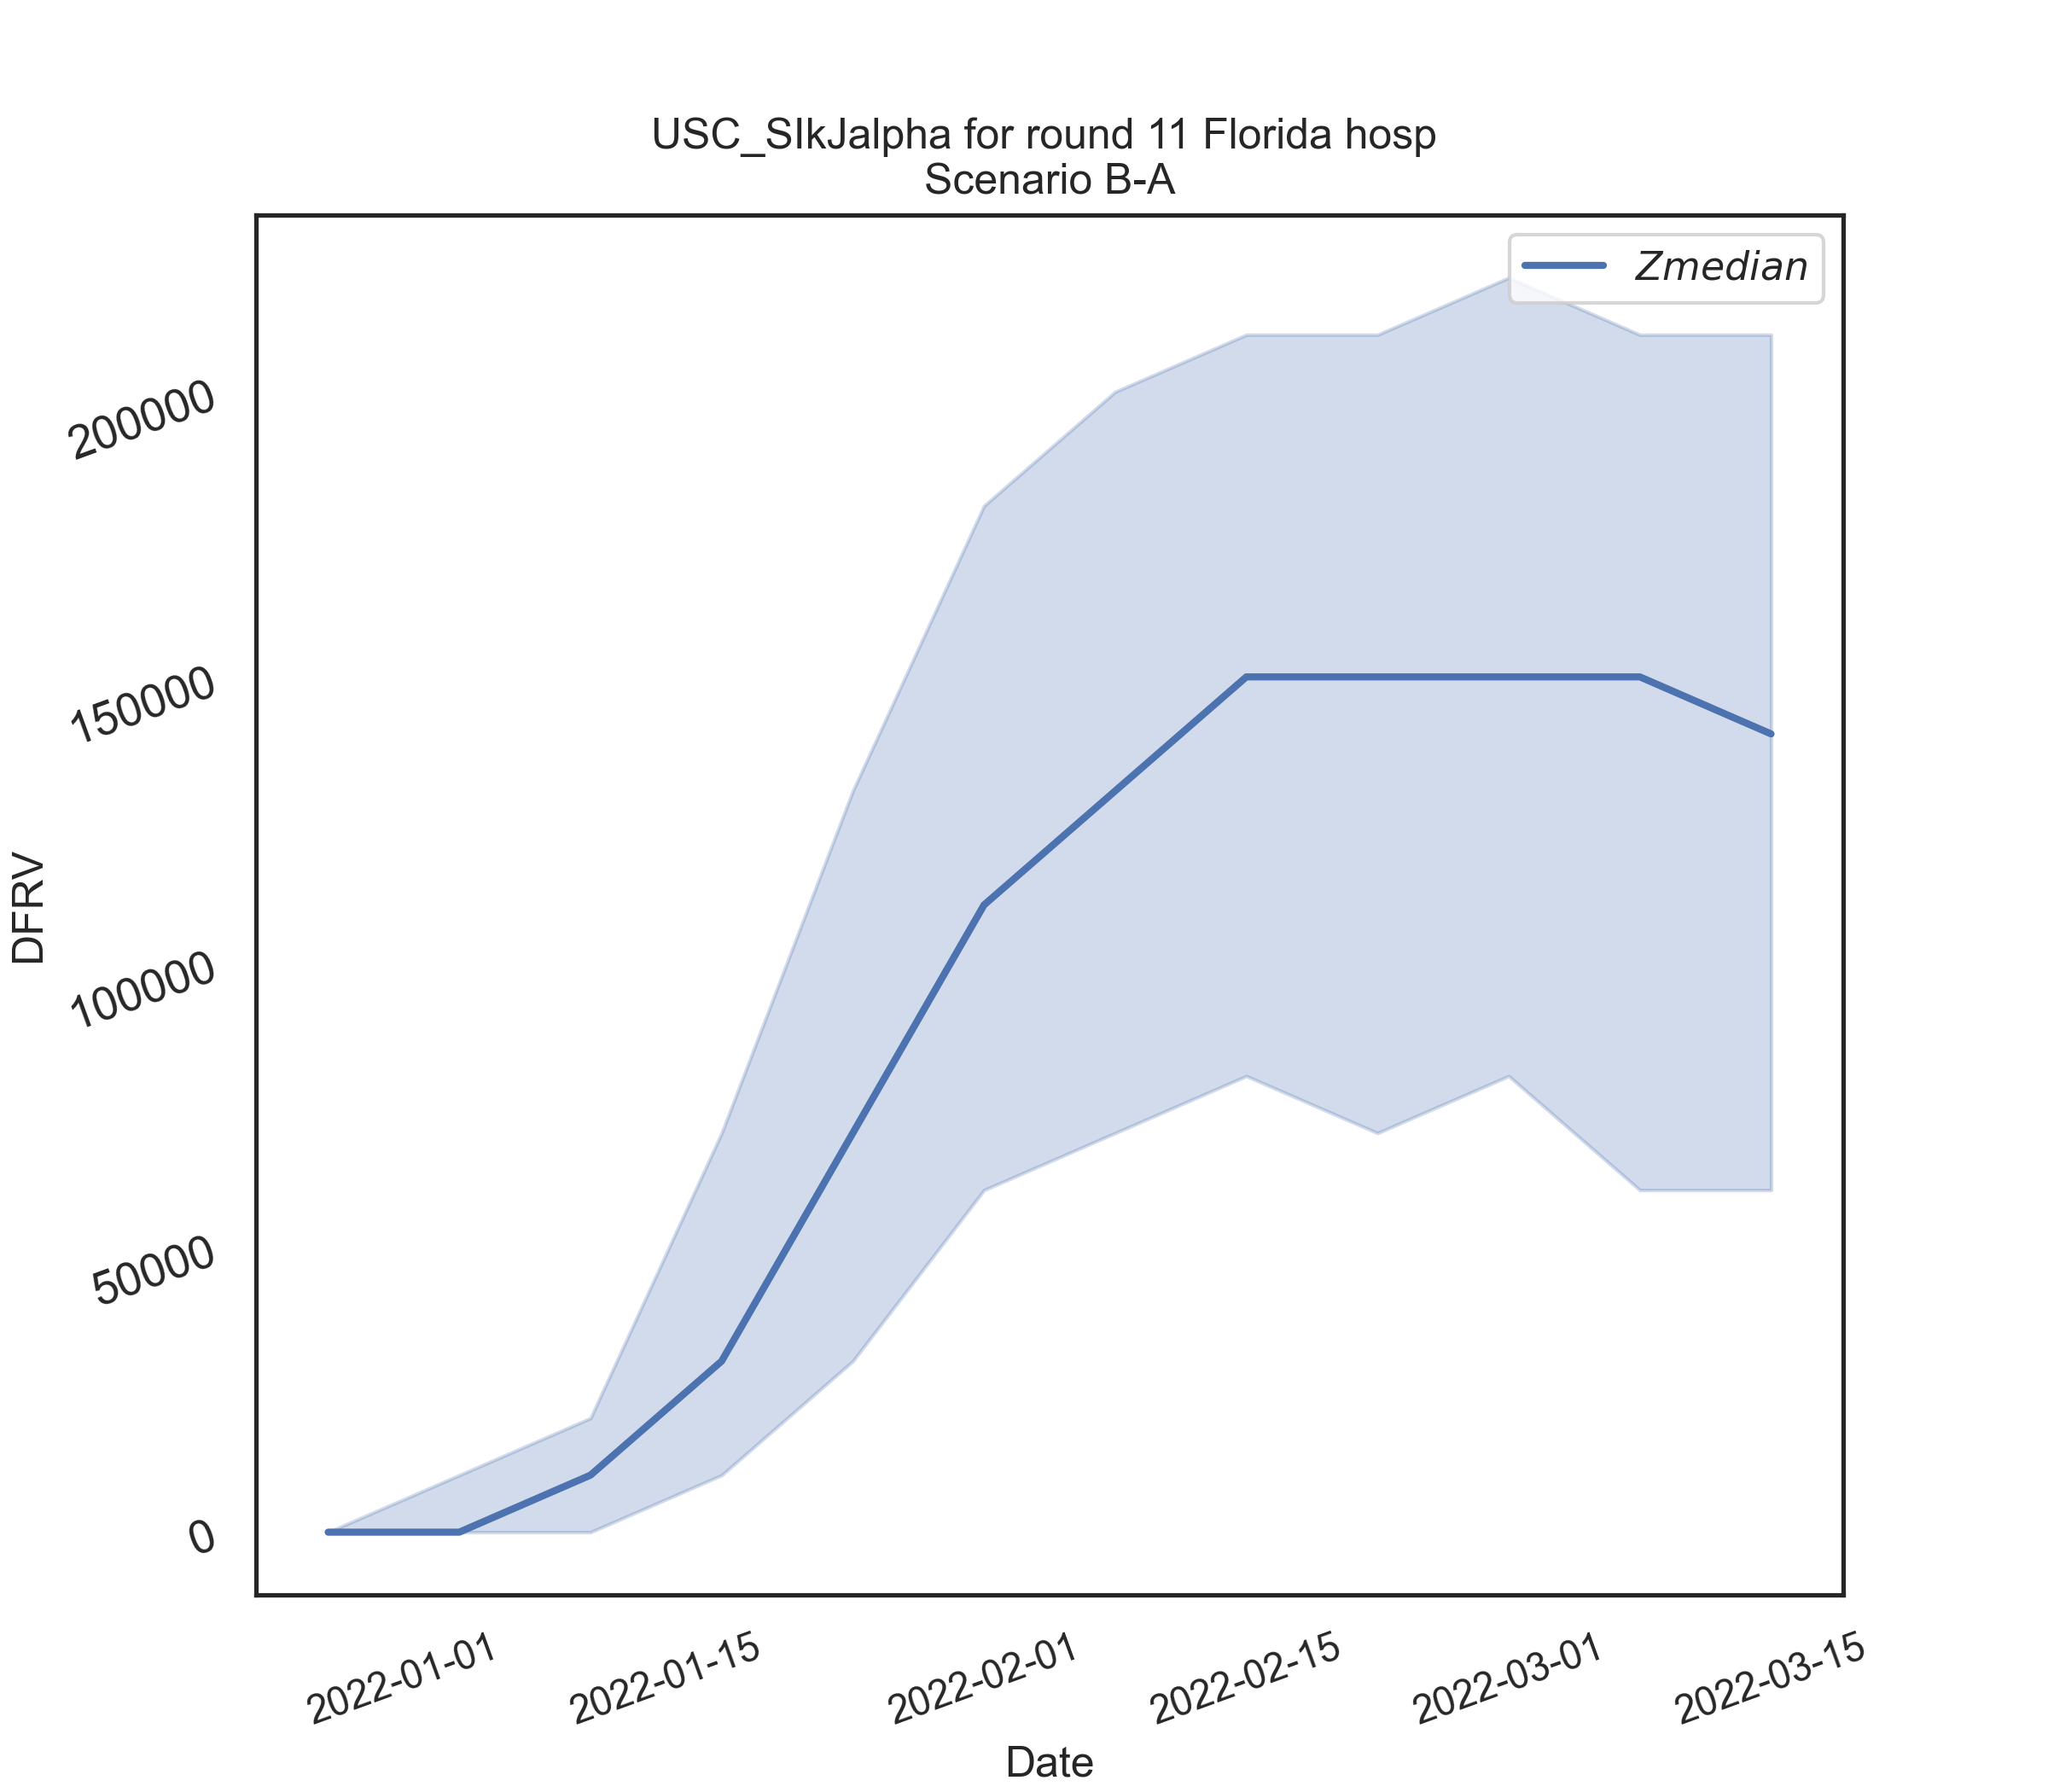 USC_SIkJalpha for round 11 Florida hosp
Scenario B-A
Zmedian
200000
150000
100000
50000
0
DFRV
2022-01-01
2022-01-15
2022-02-01
2022-02-15
2022-03-01
2022-03-15
Date